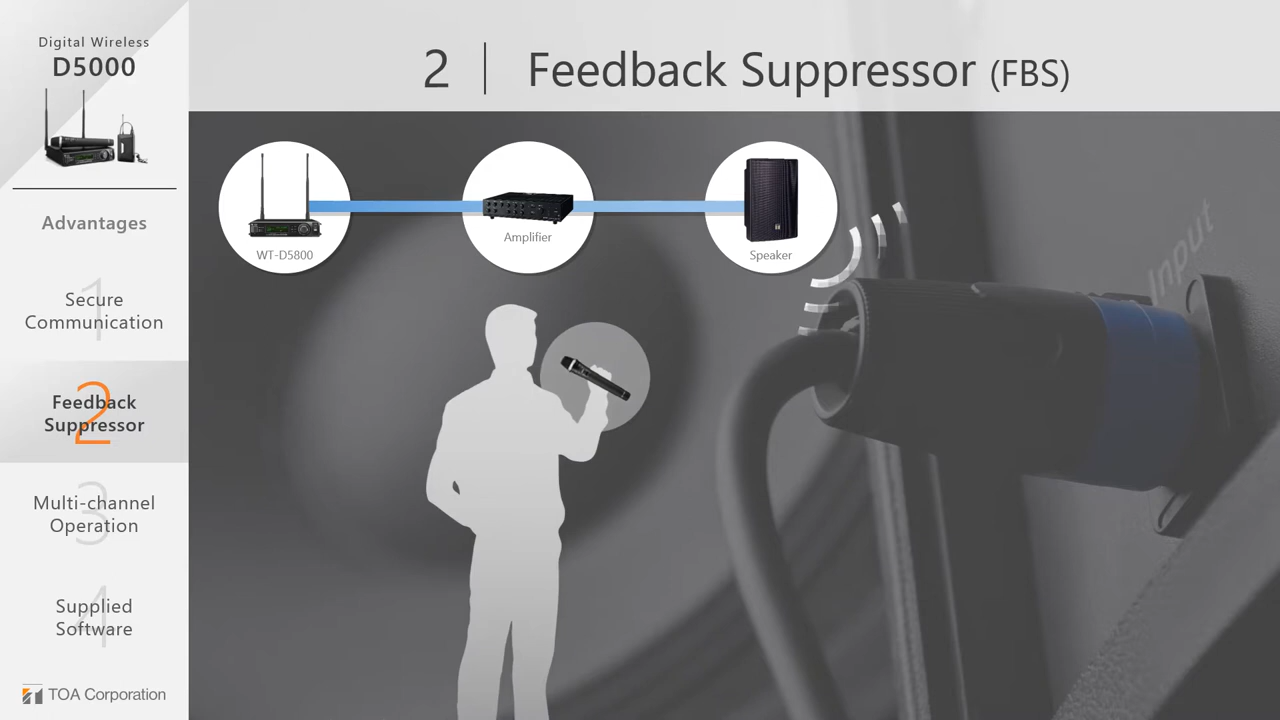 Digital Wireless
D5000
Advantages
1
Secure
Communication
2
Feedback
Suppressor
3
Multi-channel
Operation
4
Supplied
Software
TOA Corporation
2 | Feedback Suppressor (FBS)
WT-D5800
Amplifier
Speaker
Input